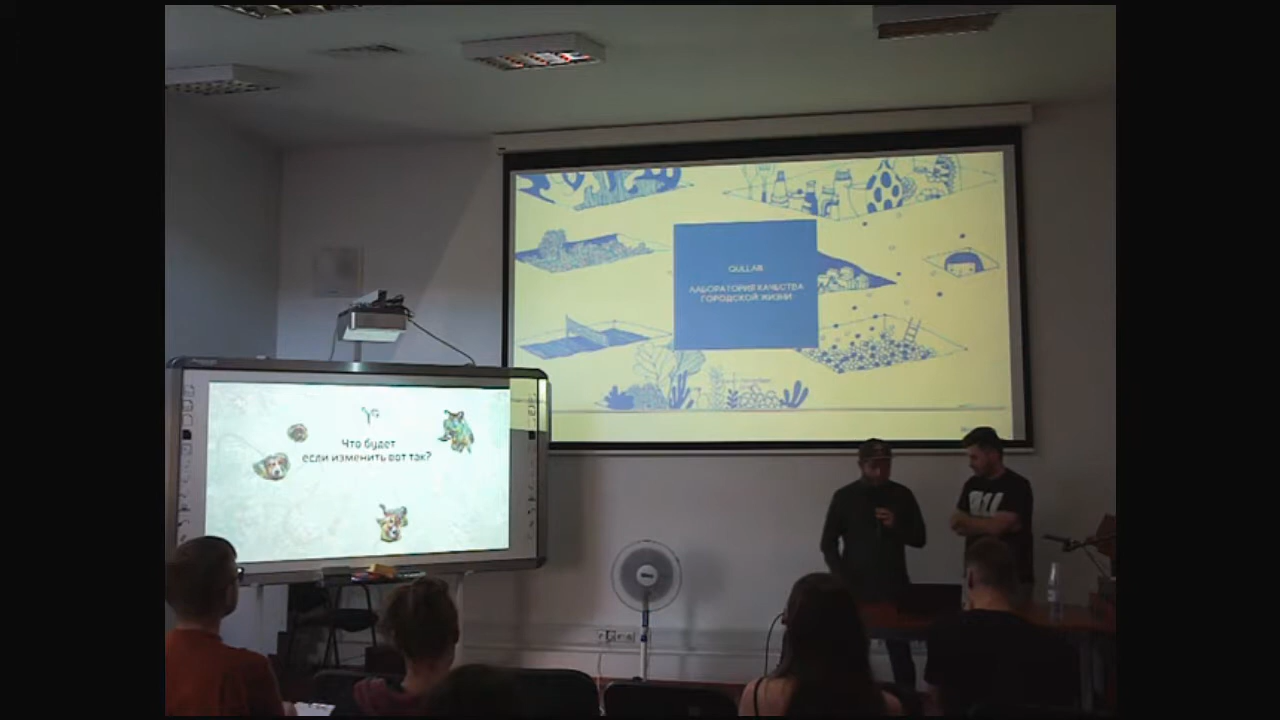 QULLAB
ЛАБОРАТОРИЯ КАЧЕСТВА
ГОРОДСКОЙ ЖИЗНИ
Что будет
если изменить вот так?